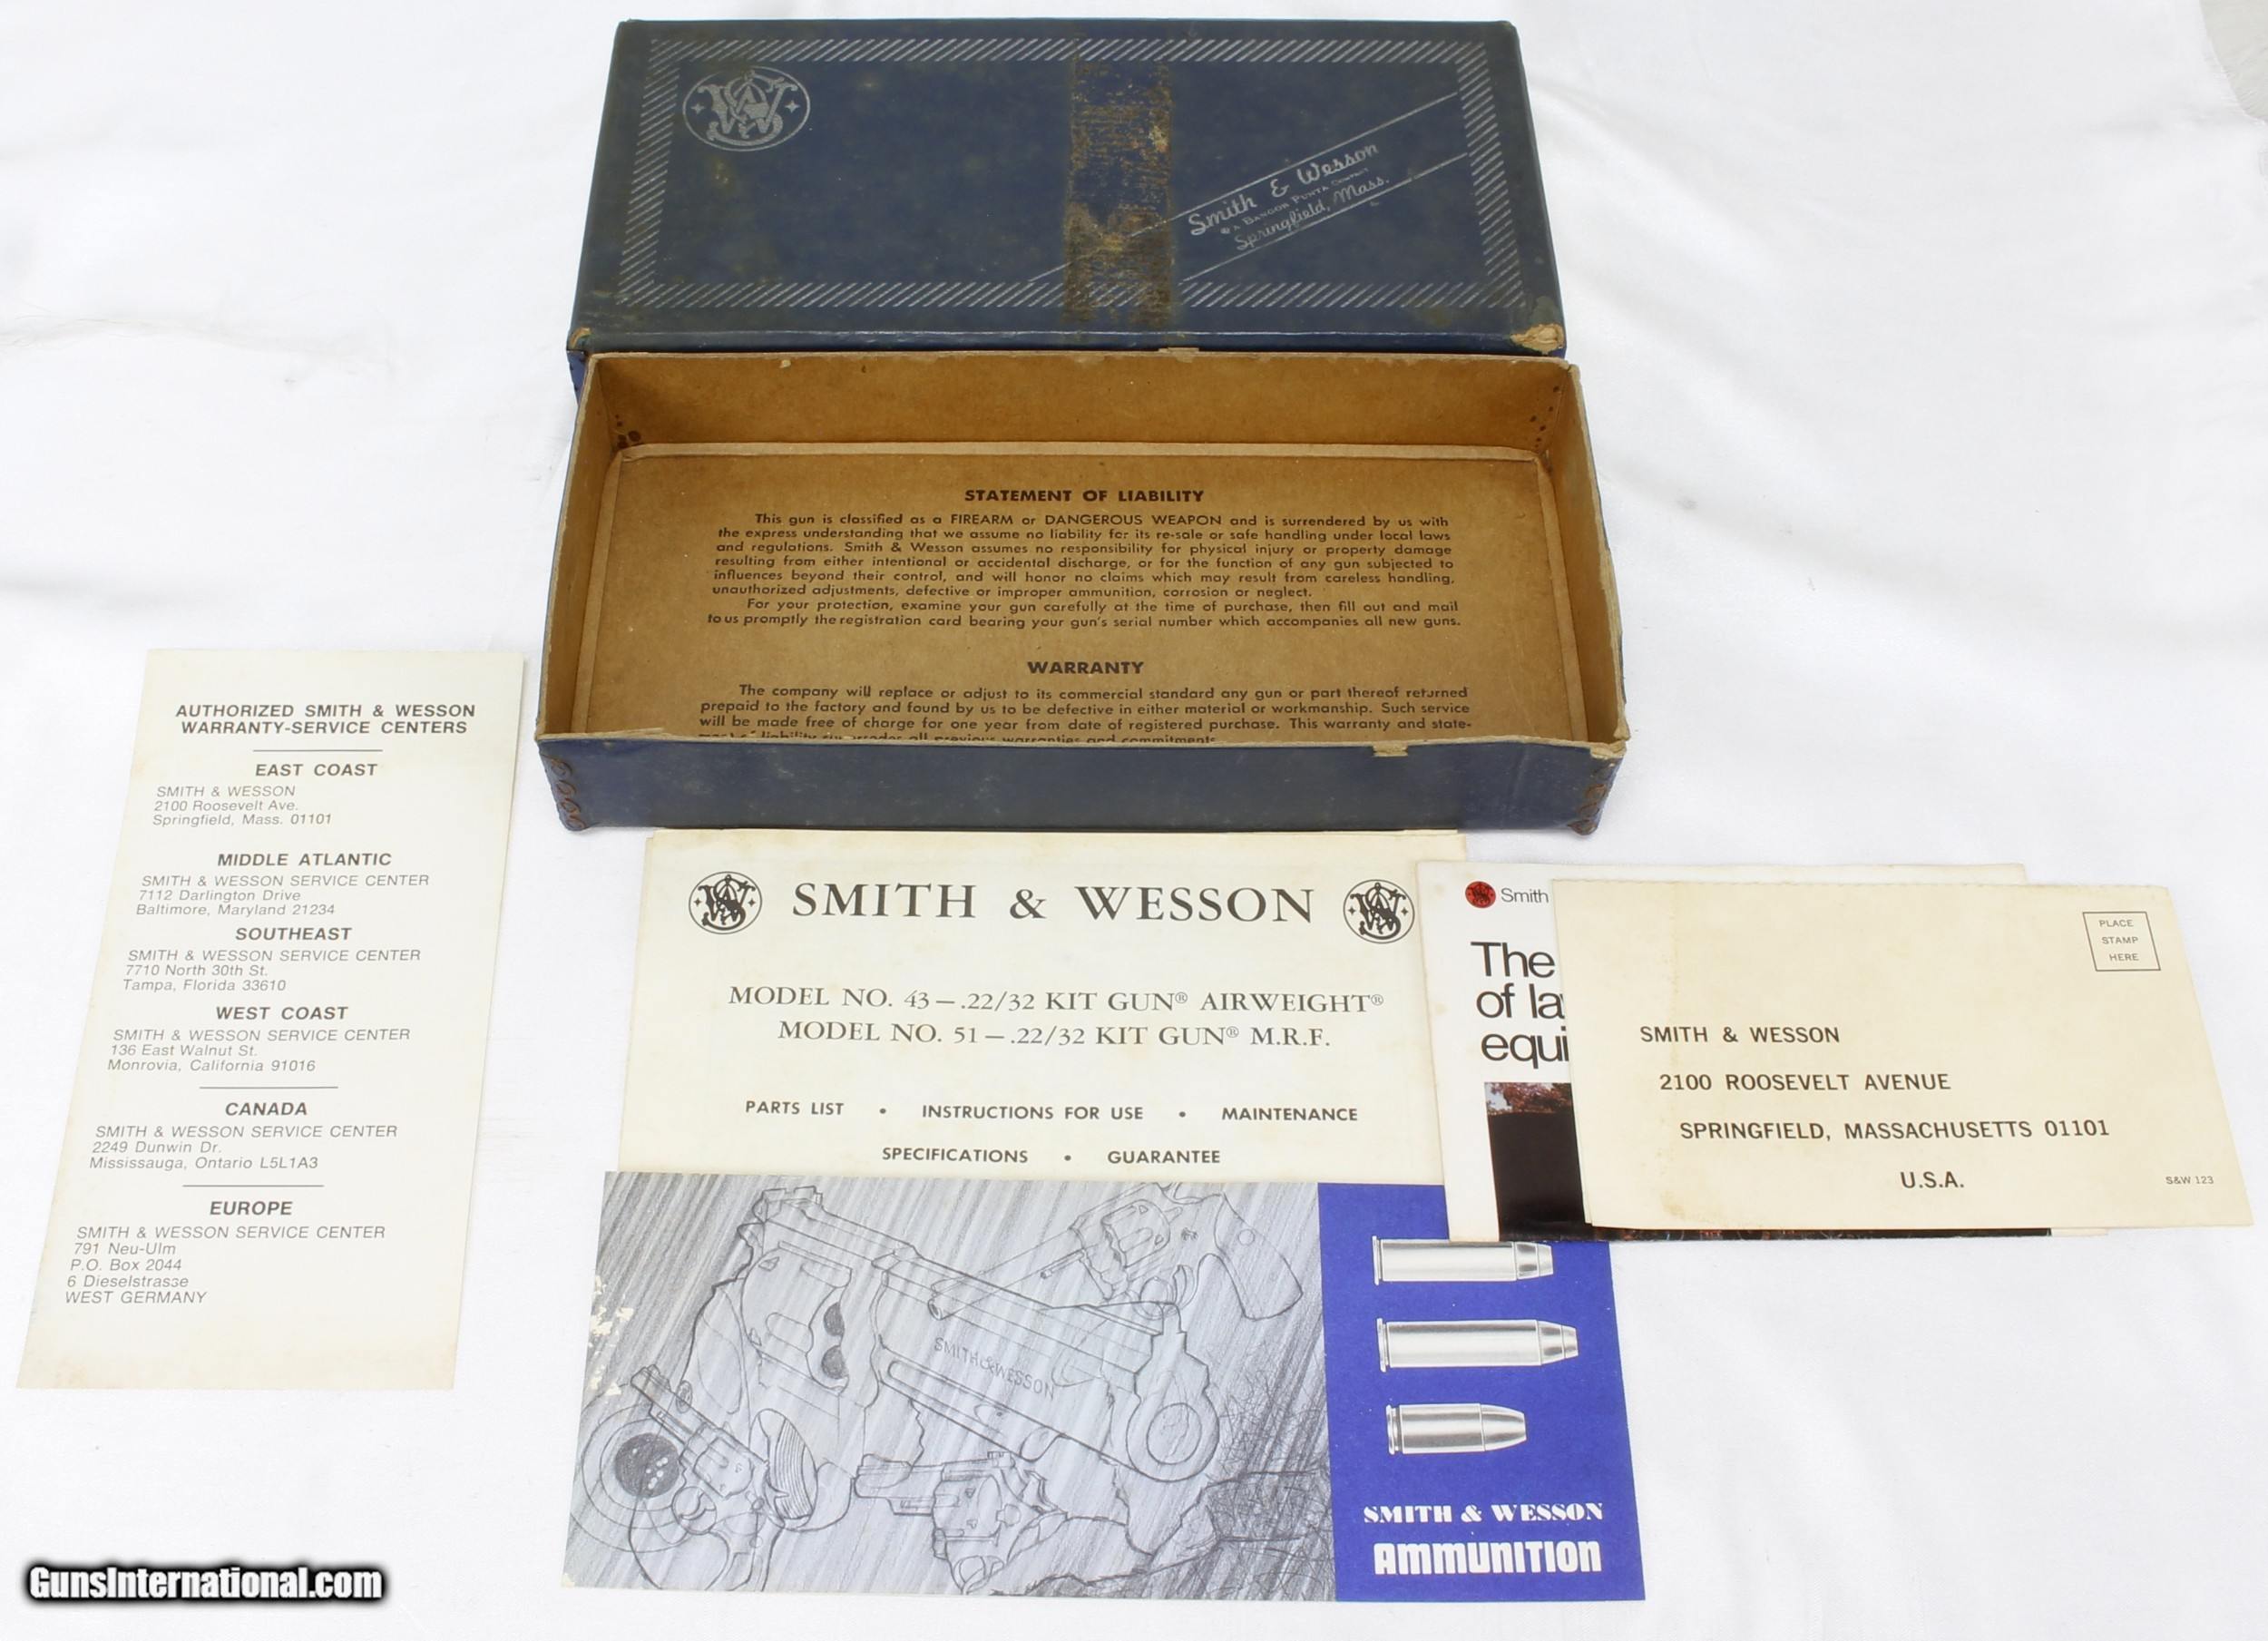 Smith & Wesson
A BANGOR PUNTA COMPANY
Springfield, Mass.
STATEMENT OF LIABILITY
This gun is classified as a FIREARM or DANGEROUS WEAPON and is surrendered by us with
the express understanding that we assume no liability for its re-sale or safe handling under local laws
and regulations. Smith & Wesson assumes no responsibility for physical injury or property damage
resulting from either intentional or accidental discharge, or for the function of any gun subjected to
influences beyond their control, and will honor no claims which may result from careless handling,
unauthorized adjustments, defective or improper ammunition, corrosion or neglect.
For your protection, examine your gun carefully at the time of purchase, then fill out and mail
to us promptly the registration card bearing your gun's serial number which accompanies all new guns.
WARRANTY
The company will replace or adjust to its commercial standard any gun or part thereof returned
prepaid to the factory and found by us to be defective in either material or workmanship. Such service
will be made free of charge for one year from date of registered purchase. This warranty and state-
ment of liability supersedes all previous warranties and commitments
AUTHORIZED SMITH & WESSON
WARRANTY-SERVICE CENTERS
EAST COAST
SMITH & WESSON
2100 Roosevelt Ave.
Springfield, Mass. 01101
MIDDLE ATLANTIC
SMITH & WESSON SERVICE CENTER
7112 Darlington Drive
Baltimore, Maryland 21234
SOUTHEAST
SMITH & WESSON SERVICE CENTER
7710 North 30th St.
Tampa, Florida 33610
WEST COAST
SMITH & WESSON SERVICE CENTER
136 East Walnut St.
Monrovia, California 91016
CANADA
SMITH & WESSON SERVICE CENTER
2249 Dunwin Dr.
Mississauga, Ontario L5L1A3
EUROPE
SMITH & WESSON SERVICE CENTER
791 Neu-Ulm
P.O. Box 2044
6 Dieselstrasse
WEST GERMANY
SMITH & WESSON
MODEL NO. 43 — .22/32 KIT GUN® AIRWEIGHT®
MODEL NO. 51 — .22/32 KIT GUN® M.R.F.
PARTS LIST • INSTRUCTIONS FOR USE • MAINTENANCE
SPECIFICATIONS • GUARANTEE
Smith
The
of la
equi
PLACE
STAMP
HERE
SMITH & WESSON
2100 ROOSEVELT AVENUE
SPRINGFIELD, MASSACHUSETTS 01101
U.S.A.
S&W 123
SMITH & WESSON
SMITH & WESSON
AMMUNITION
GunsInternational.com